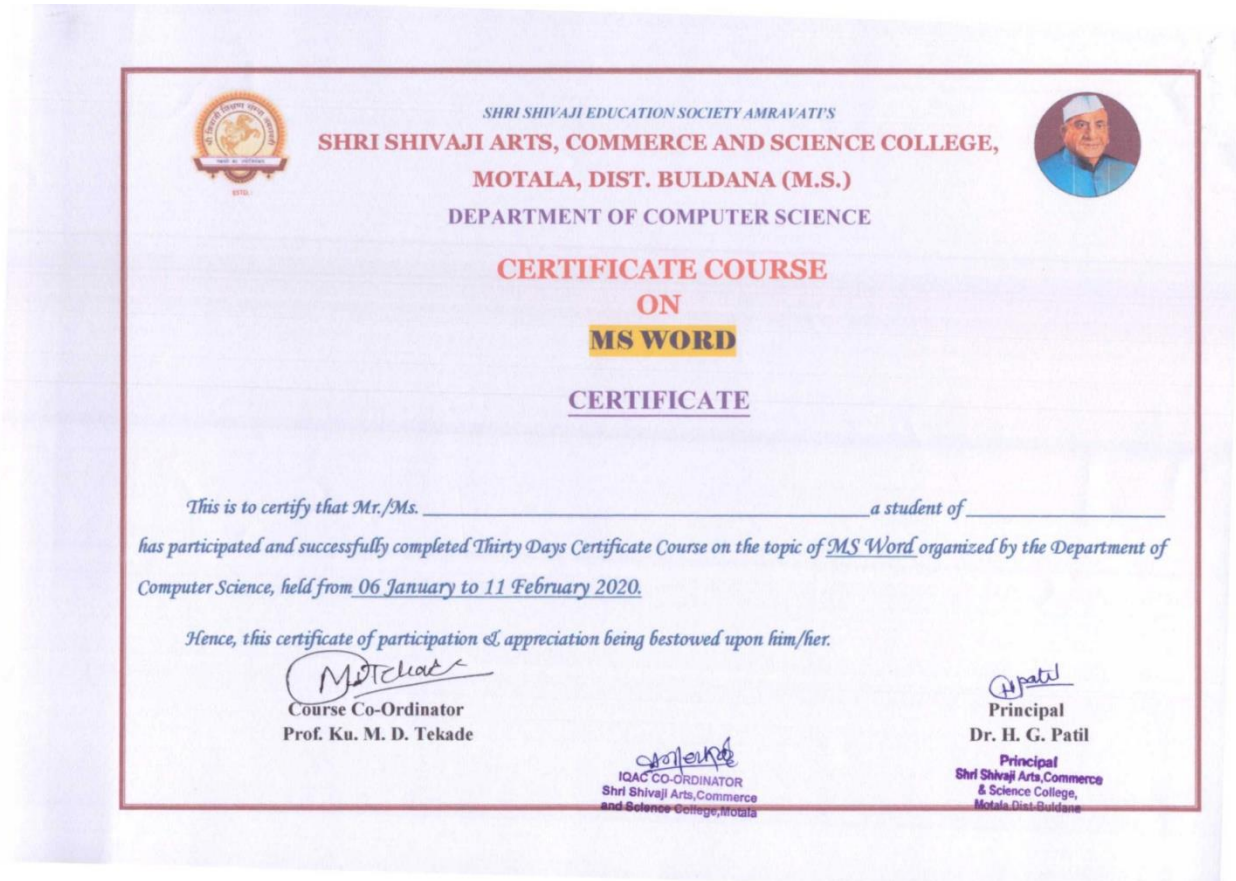 SHRI SHIVAJI EDUCATION SOCIETY AMRAVATI'S
SHRI SHIVAJI ARTS, COMMERCE AND SCIENCE COLLEGE,
MOTALA, DIST. BULDANA (M.S.)
DEPARTMENT OF COMPUTER SCIENCE
ESTD.
CERTIFICATE COURSE
ON
MS WORD
CERTIFICATE
This is to certify that Mr./Ms. a student of
has participated and successfully completed Thirty Days Certificate Course on the topic of MS Word organized by the Department of
Computer Science, held from 06 January to 11 February 2020.
Hence, this certificate of participation & appreciation being bestowed upon him/her.
Course Co-Ordinator
Prof. Ku. M. D. Tekade
Principal
Dr. H. G. Patil
IQAC CO-ORDINATOR
Shri Shivaji Arts,Commerce
and Science College,Motala
Principal
Shri Shivaji Arts,Commerce
& Science College,
Motala Dist-Buldana